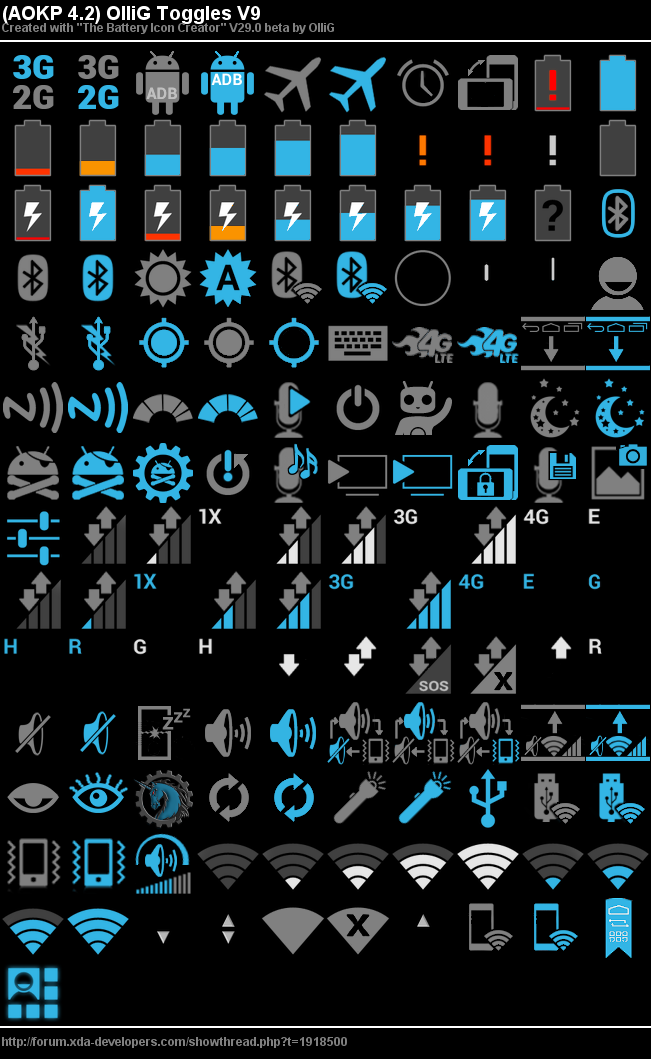 (AOKP 4.2) OlliG Toggles V9
Created with "The Battery Icon Creator" V29.0 beta by OlliG
3G 3G ADB ADB !
2G 2G
! ! !
?
A
4G 4G
LTE LTE
1X 3G 4G E
1X 3G 4G E G
H R G H R
SOS X
zzz
X
http://forum.xda-developers.com/showthread.php?t=1918500